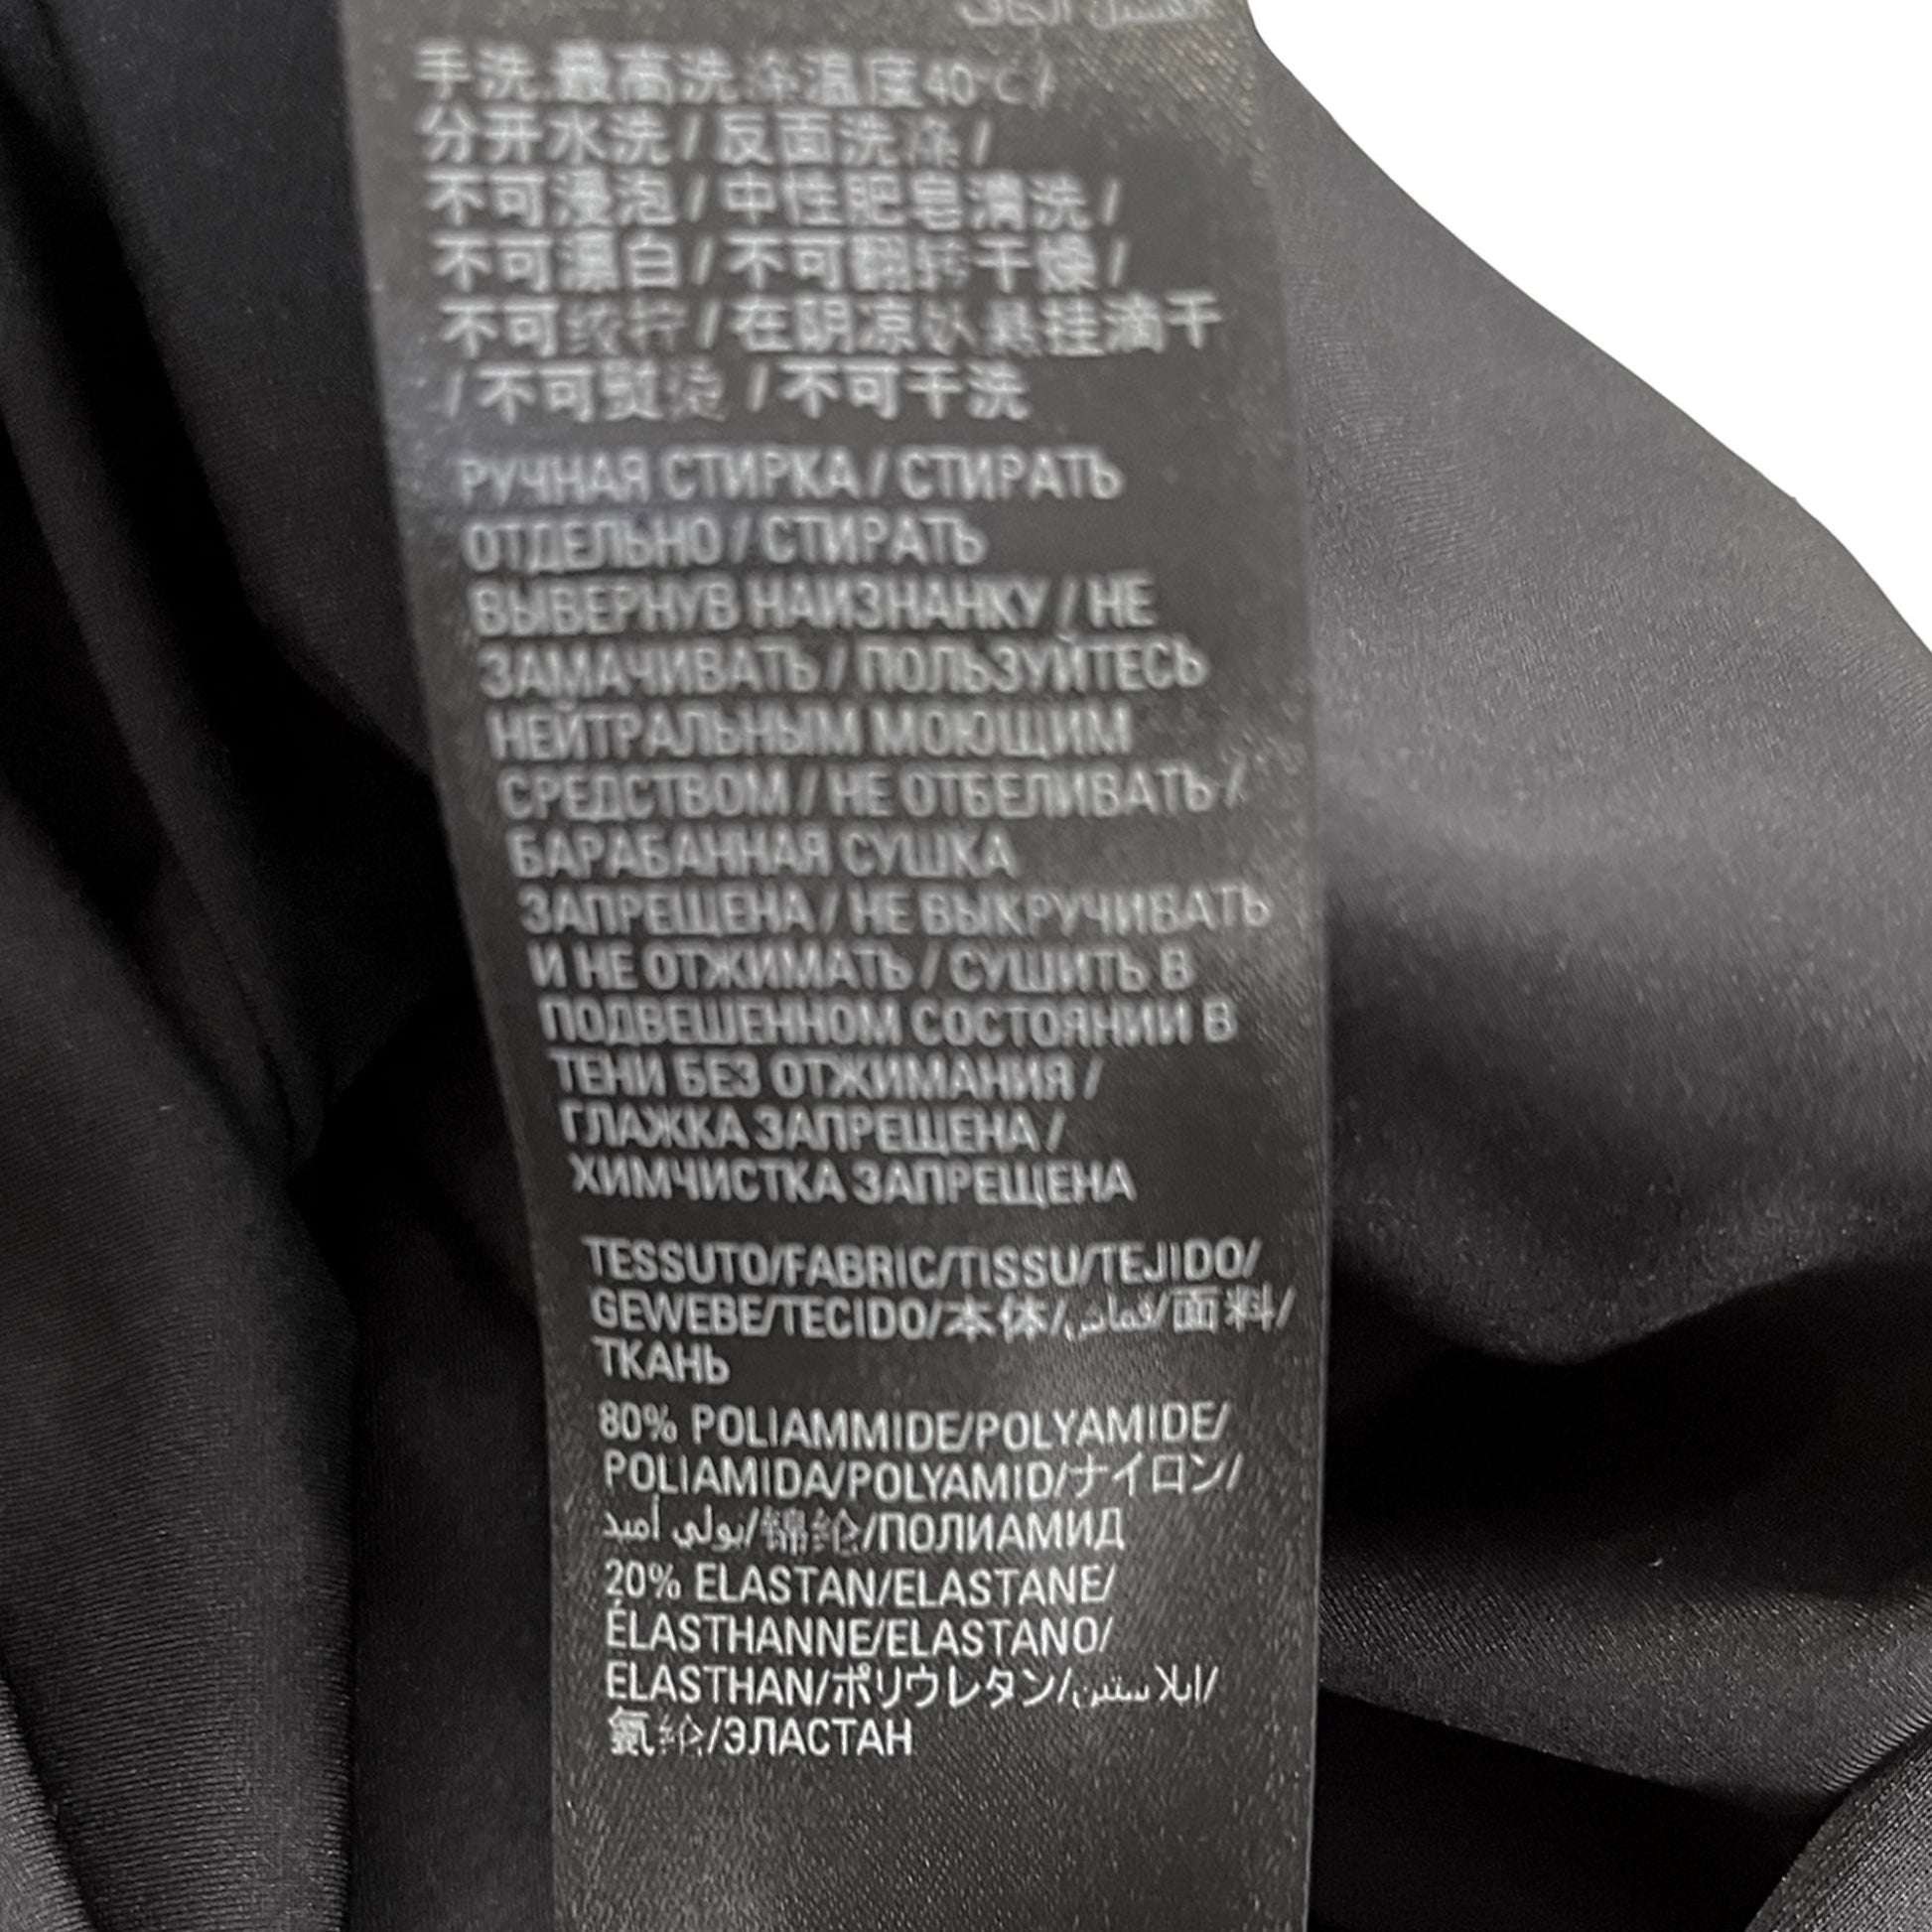 手洗.最高洗涤温度40℃/
分开水洗/反面洗涤/
不可浸泡/中性肥皂清洗/
不可漂白/不可翻转干燥/
不可绞拧/在阴凉处悬挂滴干
/不可熨烫/不可干洗
РУЧНАЯ СТИРКА / СТИРАТЬ
ОТДЕЛЬНО / СТИРАТЬ
ВЫВЕРНУВ НАИЗНАНКУ / НЕ
ЗАМАЧИВАТЬ / ПОЛЬЗУЙТЕСЬ
НЕЙТРАЛЬНЫМ МОЮЩИМ
СРЕДСТВОМ / НЕ ОТБЕЛИВАТЬ /
БАРАБАННАЯ СУШКА
ЗАПРЕЩЕНА / НЕ ВЫКРУЧИВАТЬ
И НЕ ОТЖИМАТЬ / СУШИТЬ В
ПОДВЕШЕННОМ СОСТОЯНИИ В
ТЕНИ БЕЗ ОТЖИМАНИЯ /
ГЛАЖКА ЗАПРЕЩЕНА /
ХИМЧИСТКА ЗАПРЕЩЕНА
TESSUTO/FABRIC/TISSU/TEJIDO/
GEWEBE/TECIDO/本体/قماش/面料/
ТКАНЬ
80% POLIAMMIDE/POLYAMIDE/
POLIAMIDA/POLYAMID/ナイロン/
بولي أميد/锦纶/ПОЛИАМИД
20% ELASTAN/ELASTANE/
ÉLASTHANNE/ELASTANO/
ELASTHAN/ポリウレタン/إيلاستين/
氨纶/ЭЛАСТАН